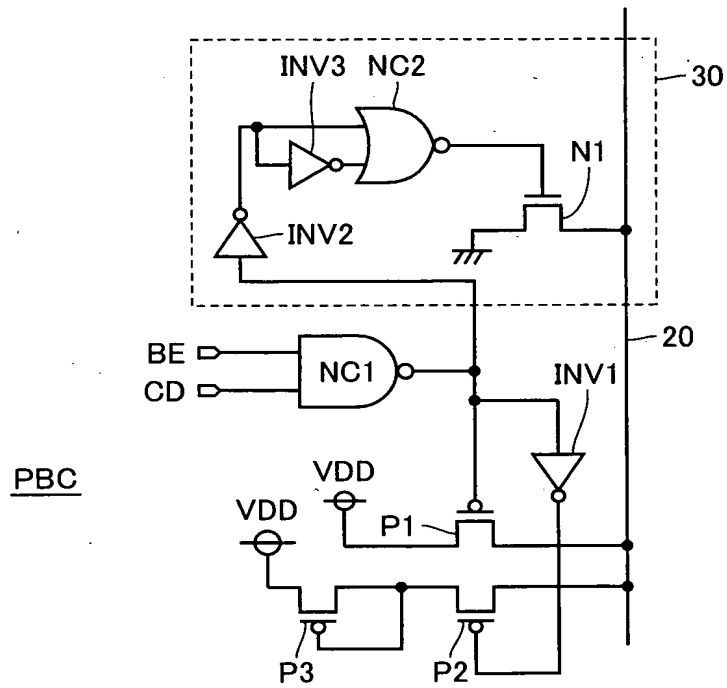 INV3
NC2
30
N1
INV2
BE
CD
NC1
20
INV1
PBC
VDD
VDD
P1
P3
P2